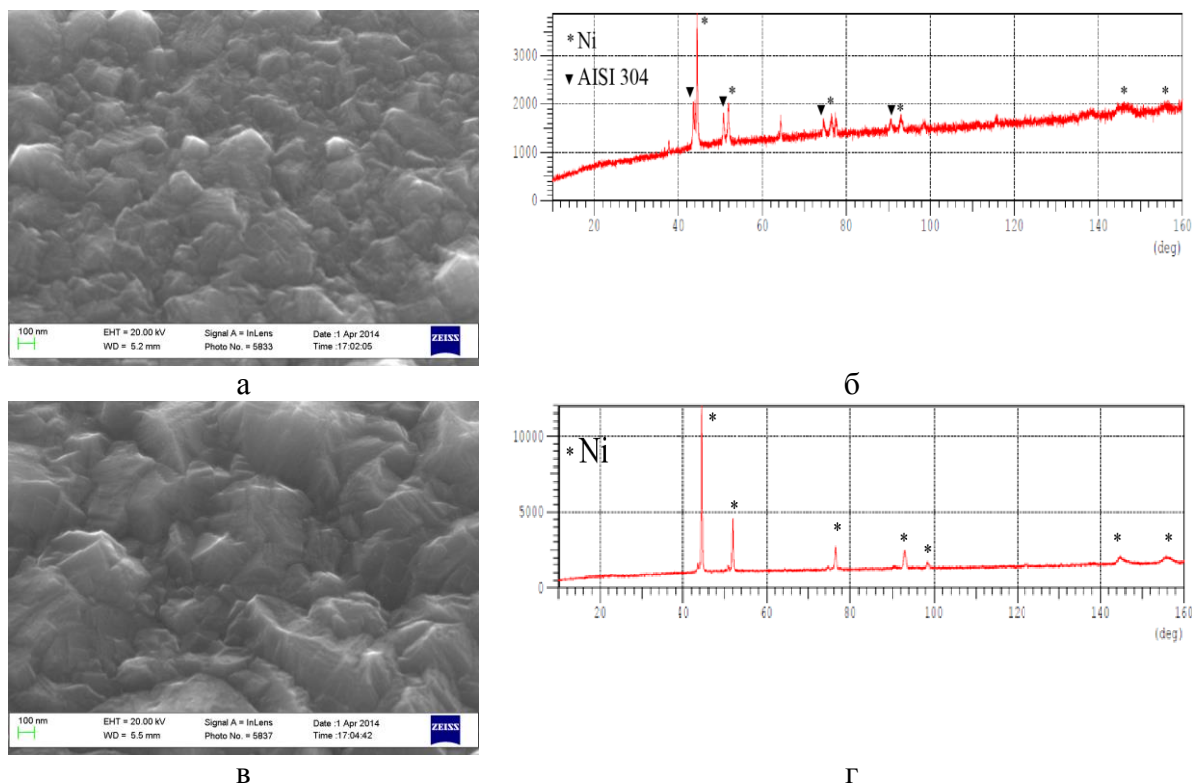 100 nm
EHT = 20.00 kV
Signal A = InLens
Date :1 Apr 2014
WD = 5.2 mm
Photo No. = 5833
Time :17:02:05
ZEISS
а
3000
2000
1000
0
*Ni
▼AISI 304
* * * * * *
20 40 60 80 100 120 140 160
(deg)
б
100 nm
EHT = 20.00 kV
Signal A = InLens
Date :1 Apr 2014
WD = 5.5 mm
Photo No. = 5837
Time :17:04:42
ZEISS
в
10000
5000
0
*Ni
* * * * * * *
20 40 60 80 100 120 140 160
(deg)
г